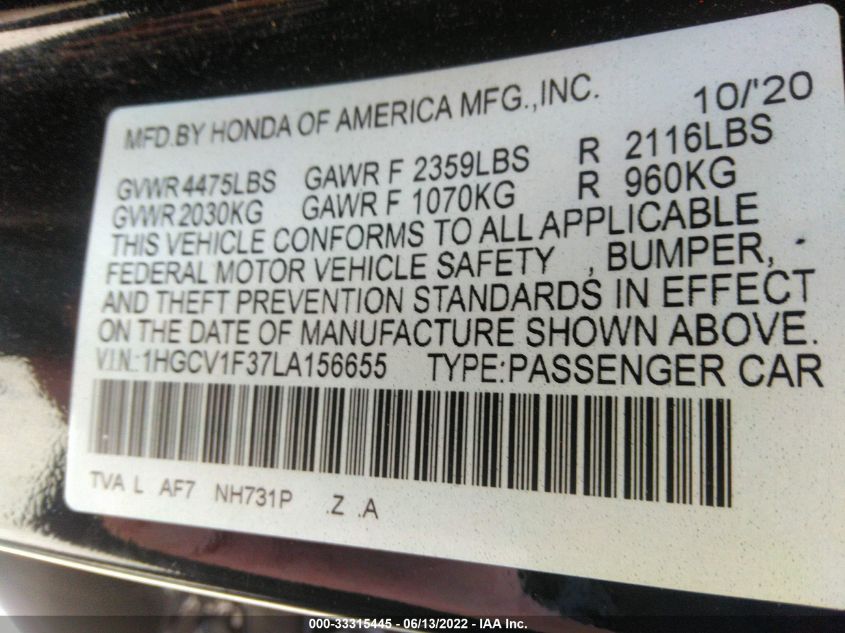 MFD.BY HONDA OF AMERICA MFG.,INC. 10/'20
GVWR 4475LBS GAWR F 2359LBS R 2116LBS
GVWR 2030KG GAWR F 1070KG R 960KG
THIS VEHICLE CONFORMS TO ALL APPLICABLE
FEDERAL MOTOR VEHICLE SAFETY , BUMPER,
AND THEFT PREVENTION STANDARDS IN EFFECT
ON THE DATE OF MANUFACTURE SHOWN ABOVE.
V.I.N.:1HGCV1F37LA156655 TYPE:PASSENGER CAR
TVA L AF7 NH731P .Z .A
000-33315445 - 06/13/2022 - IAA Inc.